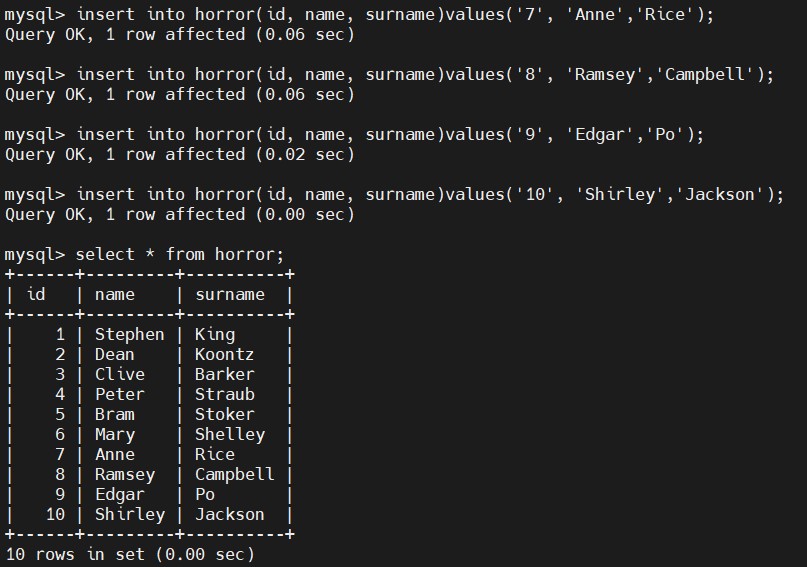 mysql> insert into horror(id, name, surname)values('7', 'Anne','Rice');
Query OK, 1 row affected (0.06 sec)

mysql> insert into horror(id, name, surname)values('8', 'Ramsey','Campbell');
Query OK, 1 row affected (0.06 sec)

mysql> insert into horror(id, name, surname)values('9', 'Edgar','Po');
Query OK, 1 row affected (0.02 sec)

mysql> insert into horror(id, name, surname)values('10', 'Shirley','Jackson');
Query OK, 1 row affected (0.00 sec)

mysql> select * from horror;
+------+---------+----------+
| id   | name    | surname  |
+------+---------+----------+
|    1 | Stephen | King     |
|    2 | Dean    | Koontz   |
|    3 | Clive   | Barker   |
|    4 | Peter   | Straub   |
|    5 | Bram    | Stoker   |
|    6 | Mary    | Shelley  |
|    7 | Anne    | Rice     |
|    8 | Ramsey  | Campbell |
|    9 | Edgar   | Po       |
|   10 | Shirley | Jackson  |
+------+---------+----------+
10 rows in set (0.00 sec)